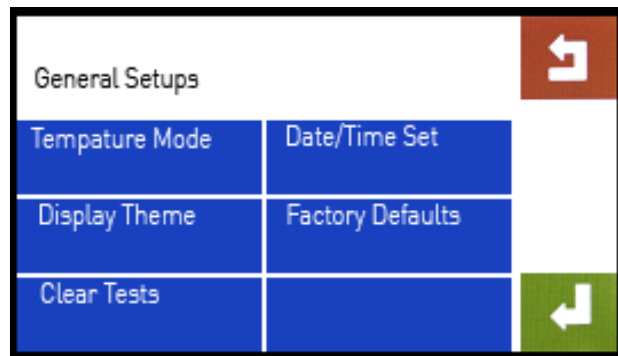 General Setups
Tempature Mode
Date/Time Set
Display Theme
Factory Defaults
Clear Tests